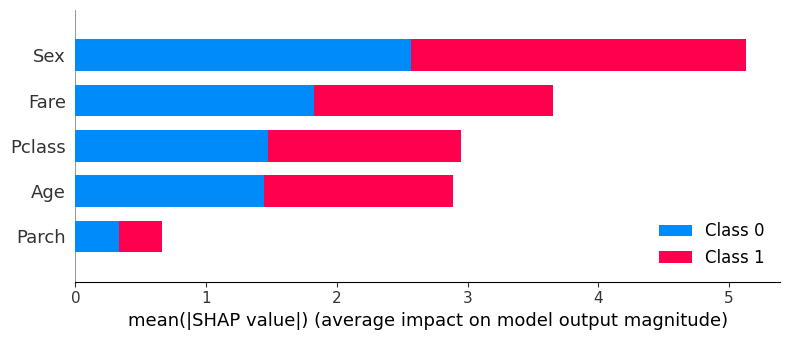 Sex
Fare
Pclass
Age
Parch
Class 0
Class 1
0 1 2 3 4 5
mean(|SHAP value|) (average impact on model output magnitude)